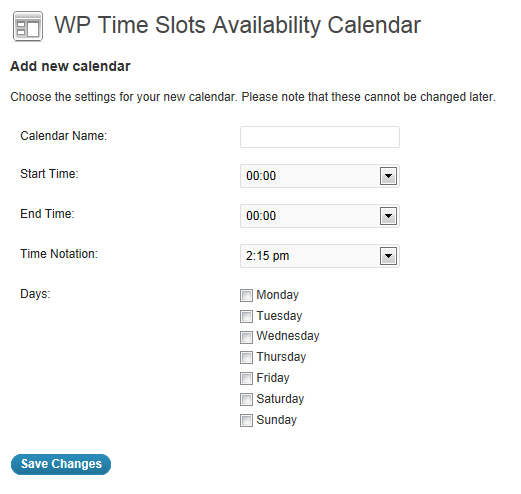 WP Time Slots Availability Calendar
Add new calendar
Choose the settings for your new calendar. Please note that these cannot be changed later.
Calendar Name:
Start Time: 00:00
End Time: 00:00
Time Notation: 2:15 pm
Days: Monday
Tuesday
Wednesday
Thursday
Friday
Saturday
Sunday
Save Changes